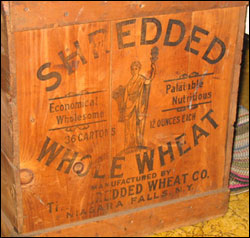 SHREDDED
Economical
Wholesome
Palatable
Nutritious
36 CARTONS
12 OUNCES EACH
WHOLE WHEAT
MANUFACTURED BY
SHREDDED WHEAT CO.
NIAGARA FALLS N.Y.